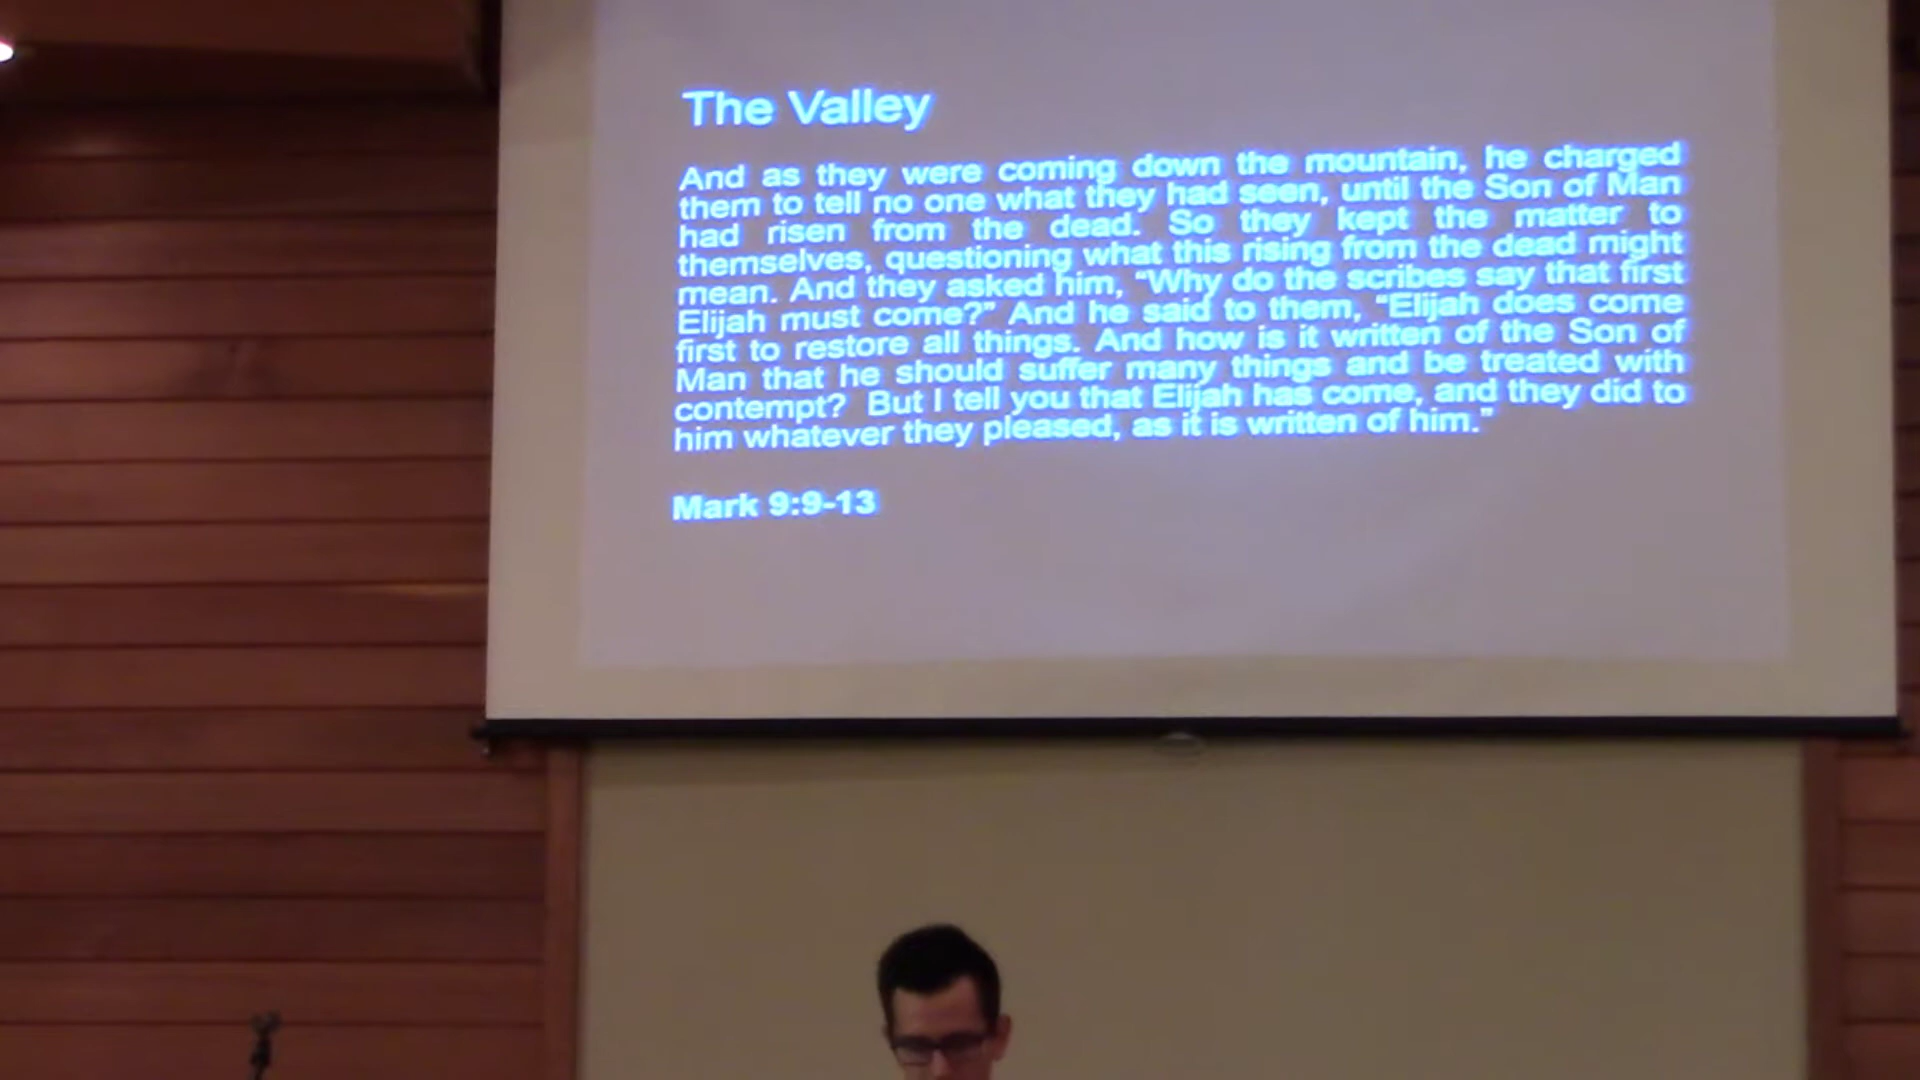 The Valley
And as they were coming down the mountain, he charged
them to tell no one what they had seen, until the Son of Man
had risen from the dead. So they kept the matter to
themselves, questioning what this rising from the dead might
mean. And they asked him, “Why do the scribes say that first
Elijah must come?” And he said to them, “Elijah does come
first to restore all things. And how is it written of the Son of
Man that he should suffer many things and be treated with
contempt? But I tell you that Elijah has come, and they did to
him whatever they pleased, as it is written of him.”
Mark 9:9-13